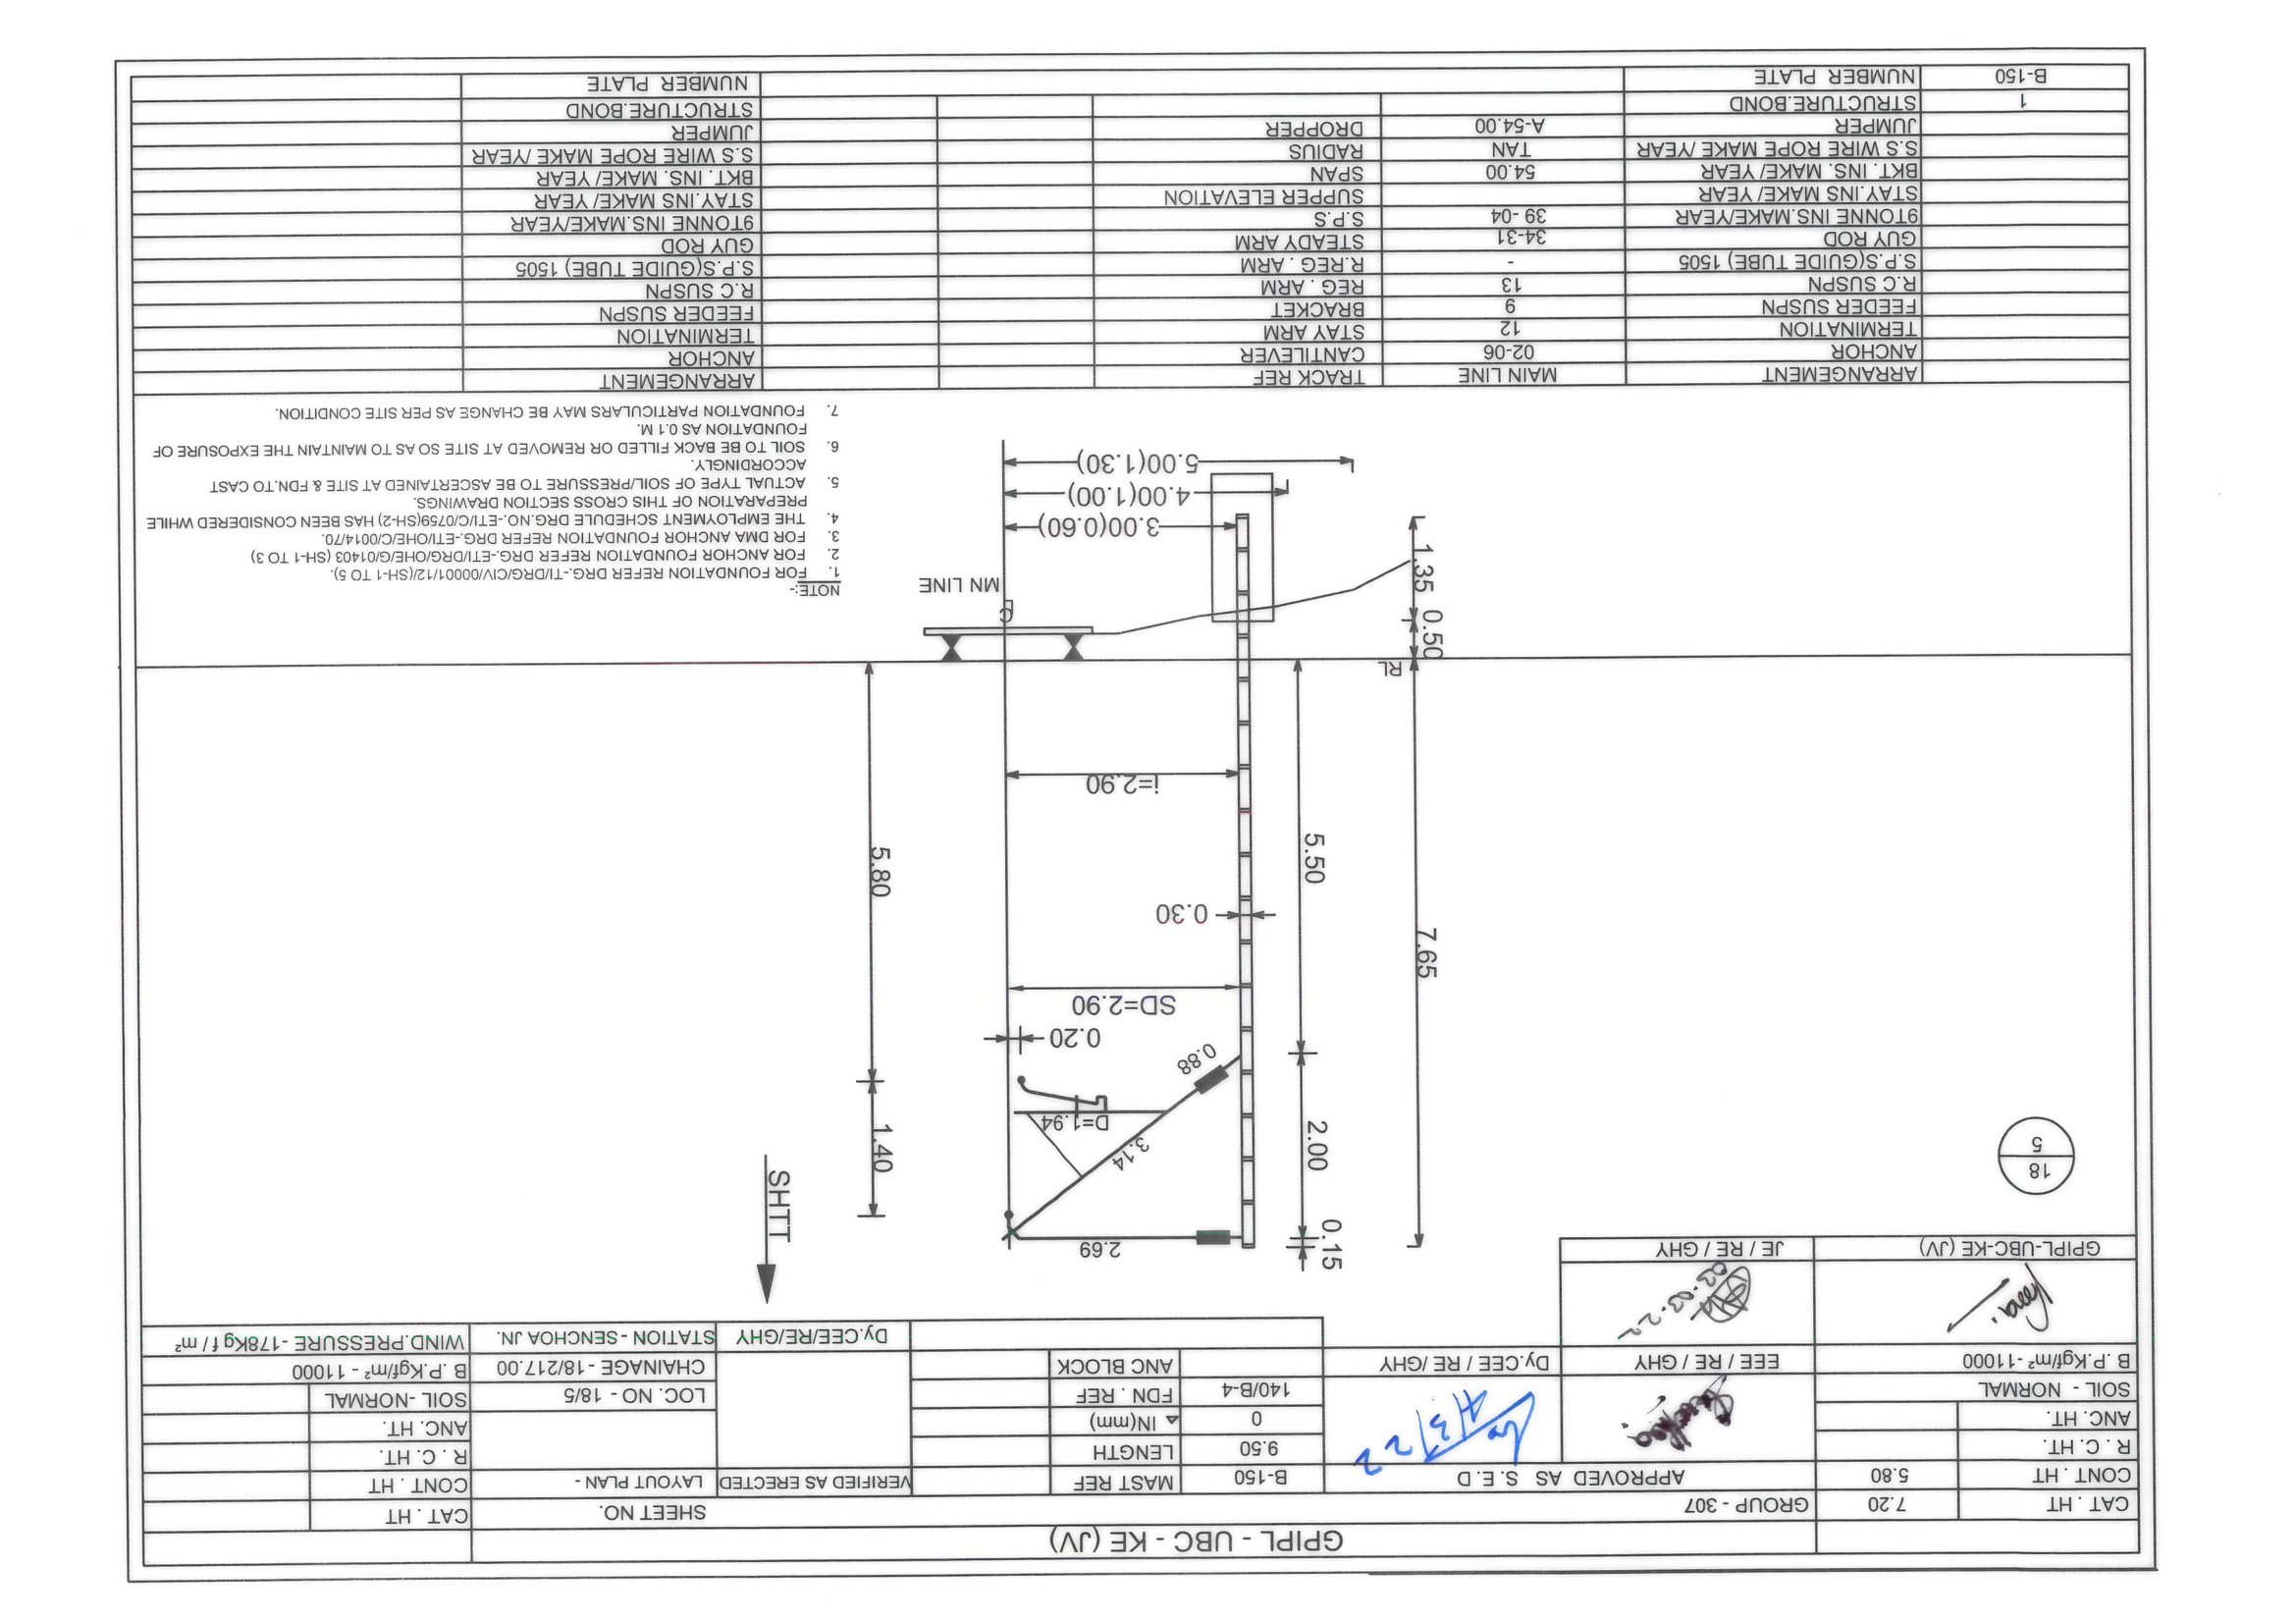 GPIPL - UBC - KE (JV)
CAT . HT 7.20 GROUP - 307 SHEET NO. CAT . HT
CONT . HT 5.80 APPROVED AS S. E. D B-150 MAST REF VERIFIED AS ERECTED LAYOUT PLAN - CONT . HT
R . C. HT. 9.50 LENGTH R . C. HT.
ANC. HT. 0 △ IN(mm) ANC. HT.
SOIL - NORMAL 140/B-4 FDN . REF LOC. NO - 18/5 SOIL -NORMAL
B .P.Kgf/m² -11000 EEE / RE / GHY Dy.CEE / RE /GHY ANC BLOCK CHAINAGE -18/217.00 B .P.Kgf/m² - 11000
Dy.CEE/RE/GHY STATION -SENCHOA JN. WIND.PRESSURE -178Kg f / m²
4/3/22
03-03-22
GPIPL-UBC-KE (JV) JE / RE / GHY
18
5
0.15
2.69
SHTT
2.00
3.14
1.40
D=1.94
0.88
0.20
SD=2.90
7.65
0.30
5.50
5.80
i=2.90
RL
0.50
CL
MN LINE
1.35
3.00(0.60)
4.00(1.00)
5.00(1.30)
NOTE:-
1. FOR FOUNDATION REFER DRG.-TI/DRG/CIV/00001/12/(SH-1 TO 5).
2. FOR ANCHOR FOUNDATION REFER DRG.-ETI/DRG/OHE/G/01403 (SH-1 TO 3)
3. FOR DMA ANCHOR FOUNDATION REFER DRG.-ETI/OHE/C/0014/70.
4. THE EMPLOYMENT SCHEDULE DRG.NO.-ETI/C/0759(SH-2) HAS BEEN CONSIDERED WHILE
PREPARATION OF THIS CROSS SECTION DRAWINGS.
5. ACTUAL TYPE OF SOIL/PRESSURE TO BE ASCERTAINED AT SITE & FDN.TO CAST
ACCORDINGLY.
6. SOIL TO BE BACK FILLED OR REMOVED AT SITE SO AS TO MAINTAIN THE EXPOSURE OF
FOUNDATION AS 0.1 M.
7. FOUNDATION PARTICULARS MAY BE CHANGE AS PER SITE CONDITION.
ARRANGEMENT MAIN LINE TRACK REF ARRANGEMENT
ANCHOR 02-06 CANTILEVER ANCHOR
TERMINATION 12 STAY ARM TERMINATION
FEEDER SUSPN 9 BRACKET FEEDER SUSPN
R.C SUSPN 13 REG . ARM R.C SUSPN
S.P.S(GUIDE TUBE) 1505 - R.REG . ARM S.P.S(GUIDE TUBE) 1505
GUY ROD 34-31 STEADY ARM GUY ROD
9TONNE INS.MAKE/YEAR 39 -04 S.P.S 9TONNE INS.MAKE/YEAR
STAY.INS MAKE/ YEAR SUPPER ELEVATION STAY.INS MAKE/ YEAR
BKT. INS. MAKE/ YEAR 54.00 SPAN BKT. INS. MAKE/ YEAR
S.S WIRE ROPE MAKE /YEAR TAN RADIUS S.S WIRE ROPE MAKE /YEAR
JUMPER A-54.00 DROPPER JUMPER
1 STRUCTURE.BOND STRUCTURE.BOND
B-150 NUMBER PLATE NUMBER PLATE